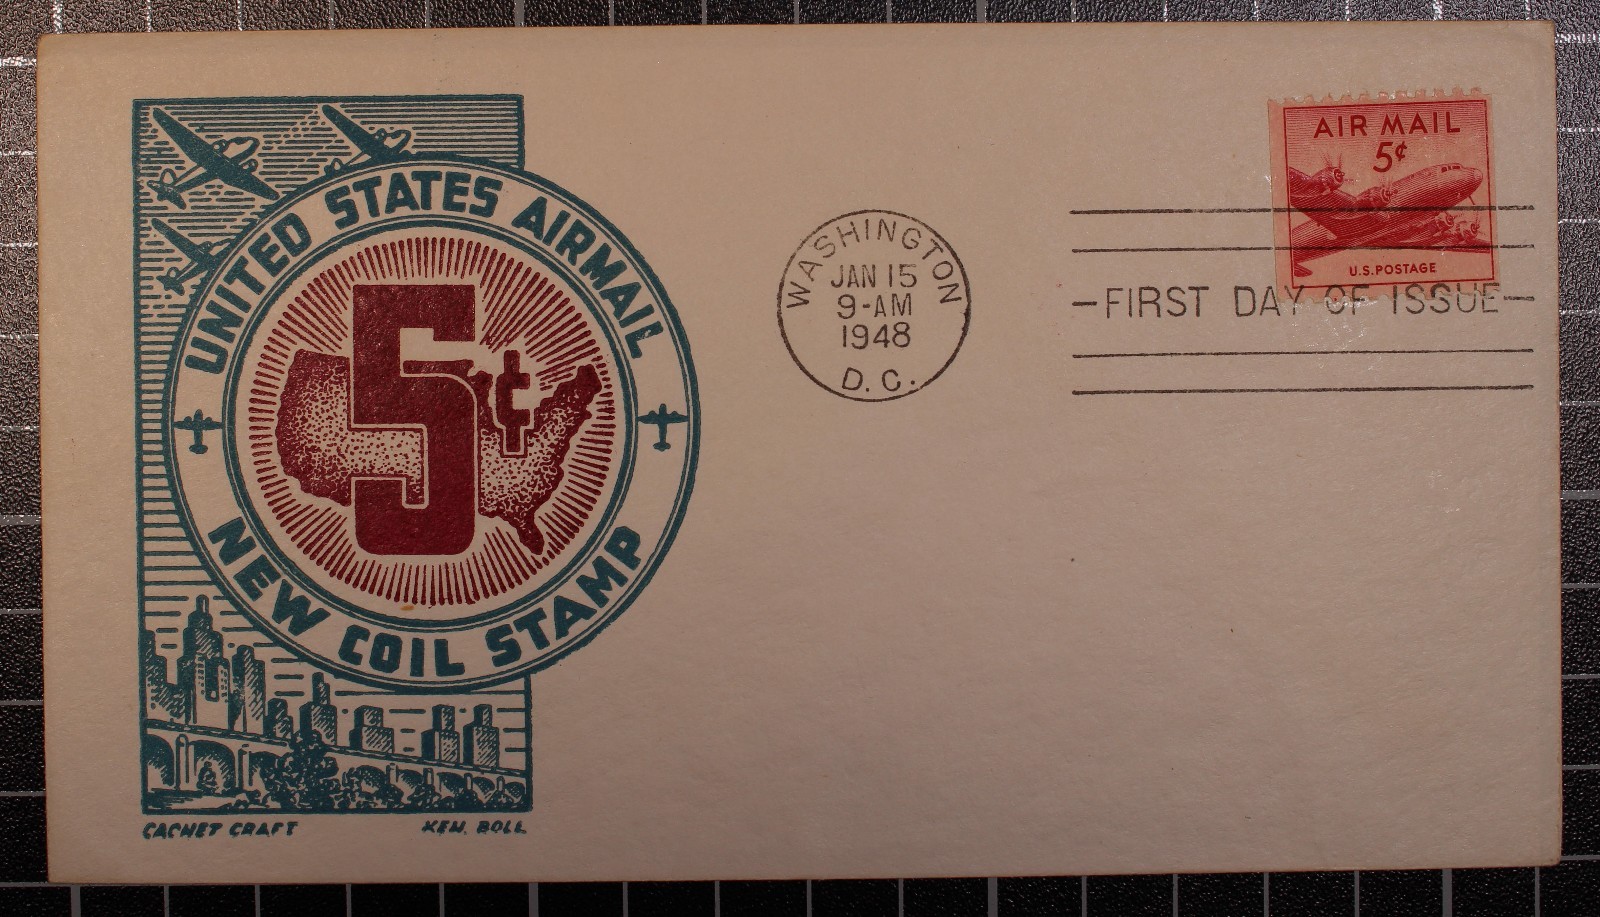 UNITED STATES AIRMAIL
5¢
NEW COIL STAMP
CACHET CRAFT
KEN. BOLL
WASHINGTON
JAN 15
9-AM
1948
D. C.
AIR MAIL
5¢
U.S. POSTAGE
FIRST DAY OF ISSUE